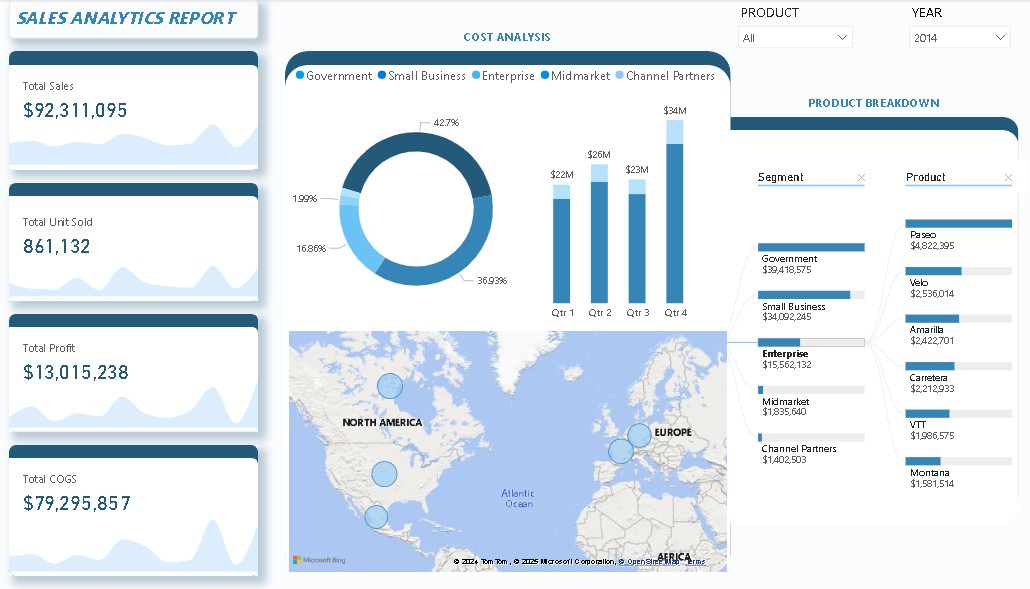 SALES ANALYTICS REPORT
PRODUCT
All
YEAR
2014
Total Sales
$92,311,095
Total Unit Sold
861,132
Total Profit
$13,015,238
Total COGS
$79,295,857
COST ANALYSIS
Government Small Business Enterprise Midmarket Channel Partners
42.7%
1.99%
16.86%
36.93%
$22M
$26M
$23M
$34M
Qtr 1 Qtr 2 Qtr 3 Qtr 4
NORTH AMERICA
EUROPE
Atlantic
Ocean
AFRICA
Microsoft Bing
© 2024 TomTom, © 2025 Microsoft Corporation, © OpenStreetMap Terms
PRODUCT BREAKDOWN
Segment
Government
$39,418,575
Small Business
$34,092,245
Enterprise
$15,562,132
Midmarket
$1,835,640
Channel Partners
$1,402,503
Product
Paseo
$4,822,395
Velo
$2,536,014
Amarilla
$2,422,701
Carretera
$2,212,933
VTT
$1,986,575
Montana
$1,581,514